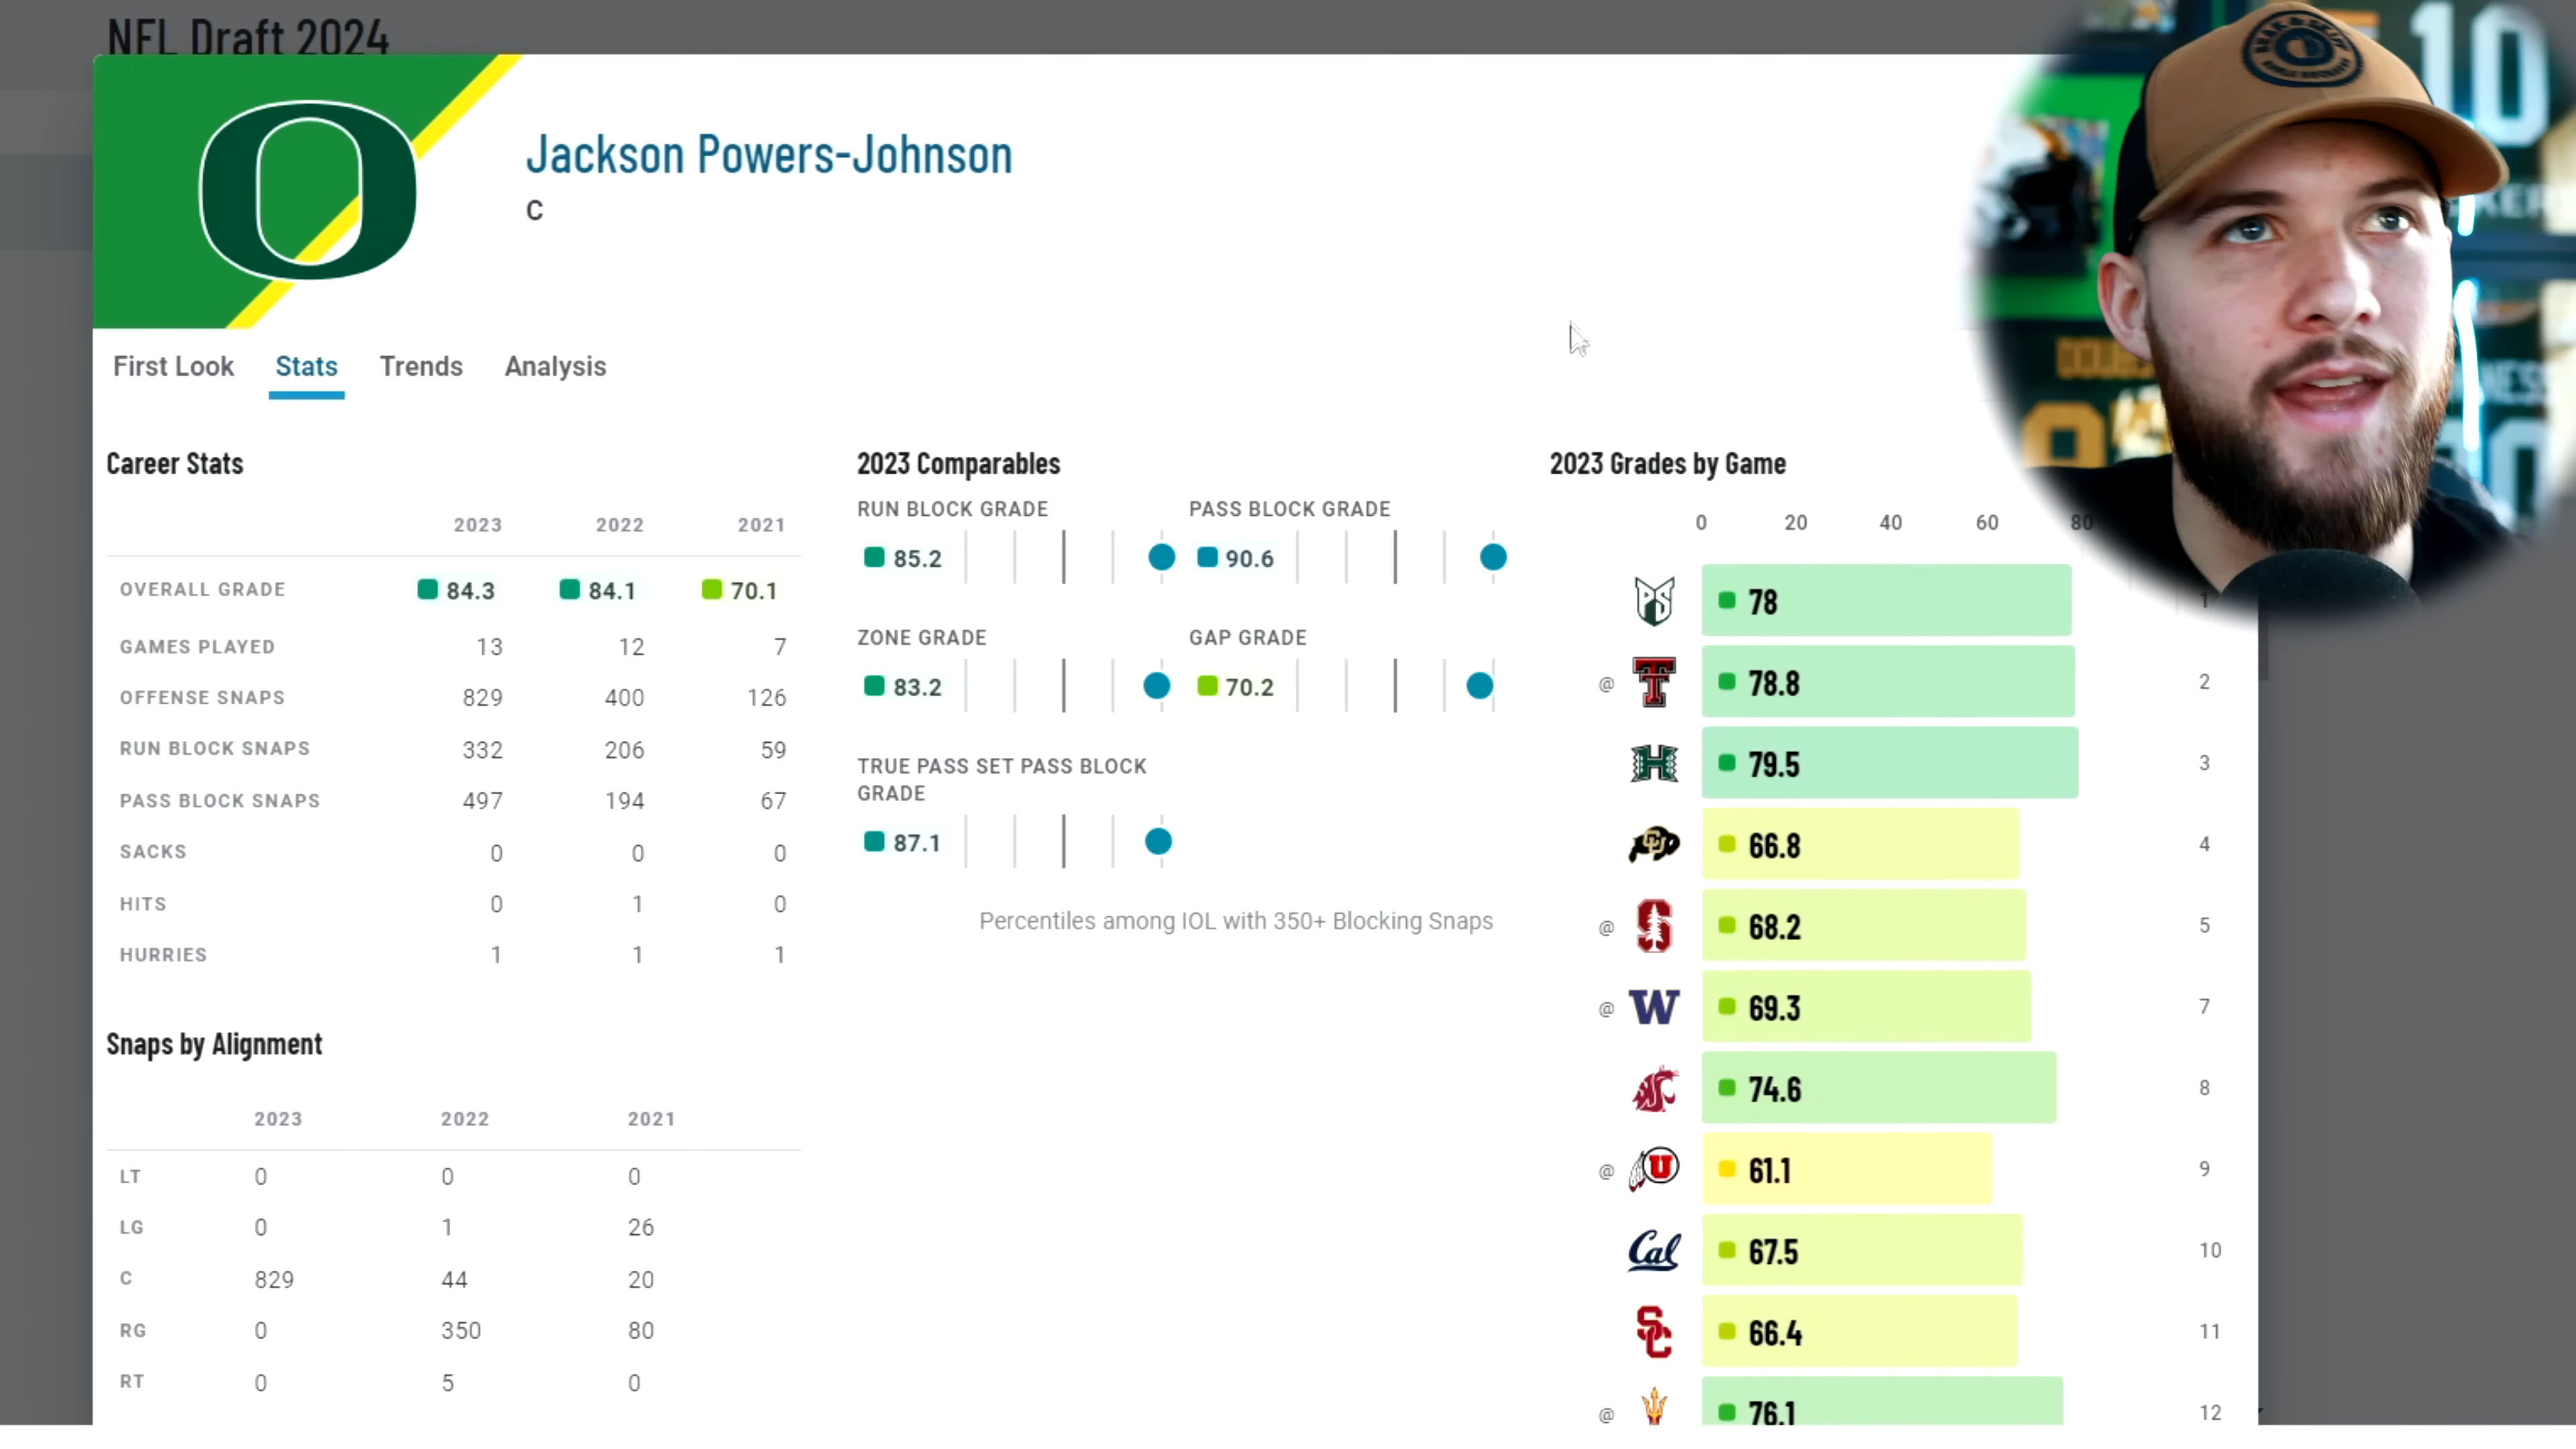 NFL Draft 2024
Jackson Powers-Johnson
C
First Look Stats Trends Analysis
Career Stats
2023 2022 2021
OVERALL GRADE 84.3 84.1 70.1
GAMES PLAYED 13 12 7
OFFENSE SNAPS 829 400 126
RUN BLOCK SNAPS 332 206 59
PASS BLOCK SNAPS 497 194 67
SACKS 0 0 0
HITS 0 1 0
HURRIES 1 1 1
Snaps by Alignment
2023 2022 2021
LT 0 0 0
LG 0 1 26
C 829 44 20
RG 0 350 80
RT 0 5 0
2023 Comparables
RUN BLOCK GRADE PASS BLOCK GRADE
85.2 90.6
ZONE GRADE GAP GRADE
83.2 70.2
TRUE PASS SET PASS BLOCK
GRADE
87.1
Percentiles among IOL with 350+ Blocking Snaps
2023 Grades by Game
0 20 40 60 80
PS 78 1
@ T 78.8 2
H 79.5 3
CU 66.8 4
@ S 68.2 5
@ W 69.3 7
74.6 8
@ U 61.1 9
Cal 67.5 10
SC 66.4 11
@ 76.1 12
O
10